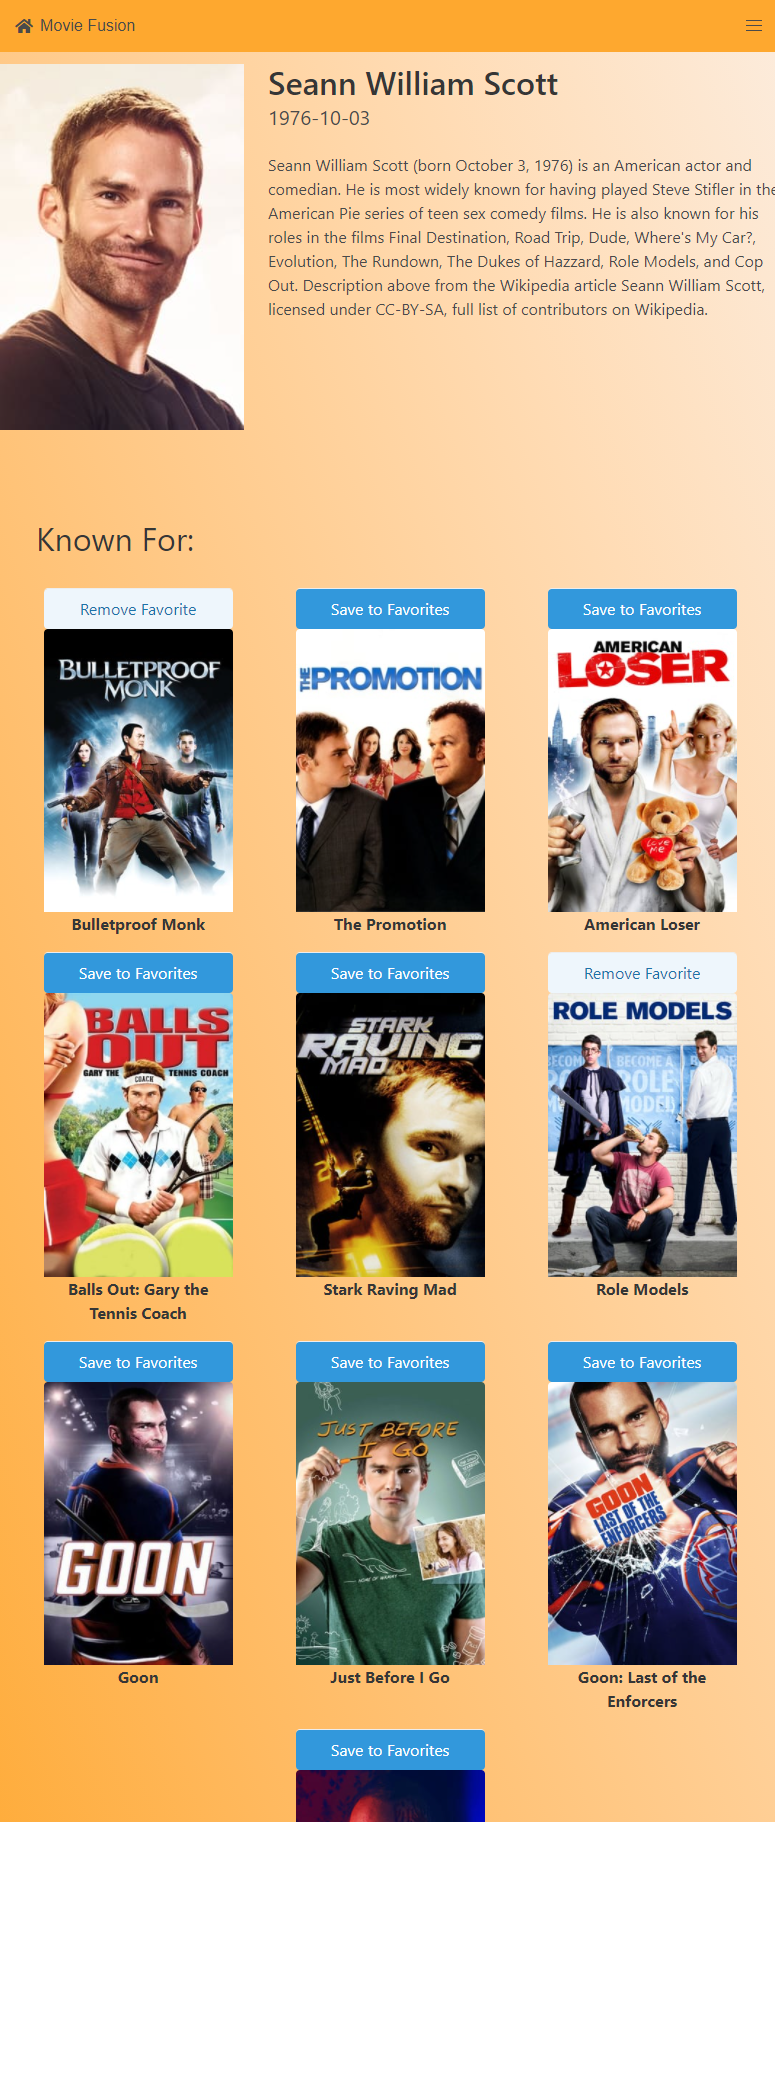 Movie Fusion
Seann William Scott
1976-10-03
Seann William Scott (born October 3, 1976) is an American actor and
comedian. He is most widely known for having played Steve Stifler in the
American Pie series of teen sex comedy films. He is also known for his
roles in the films Final Destination, Road Trip, Dude, Where's My Car?,
Evolution, The Rundown, The Dukes of Hazzard, Role Models, and Cop
Out. Description above from the Wikipedia article Seann William Scott,
licensed under CC-BY-SA, full list of contributors on Wikipedia.
Known For:
Remove Favorite
BULLETPROOF
MONK
Bulletproof Monk
Save to Favorites
THE PROMOTION
The Promotion
Save to Favorites
AMERICAN
LOSER
LOVE
ME
American Loser
Save to Favorites
BALLS
OUT
GARY THE TENNIS COACH
COACH
Balls Out: Gary the
Tennis Coach
Save to Favorites
STARK
RAVING
MAD
Stark Raving Mad
Remove Favorite
ROLE MODELS
BECOME A
ROLE
MODEL
Role Models
Save to Favorites
GOON
Goon
Save to Favorites
JUST BEFORE
I GO
Just Before I Go
Save to Favorites
GOON
LAST OF THE
ENFORCERS
Goon: Last of the
Enforcers
Save to Favorites